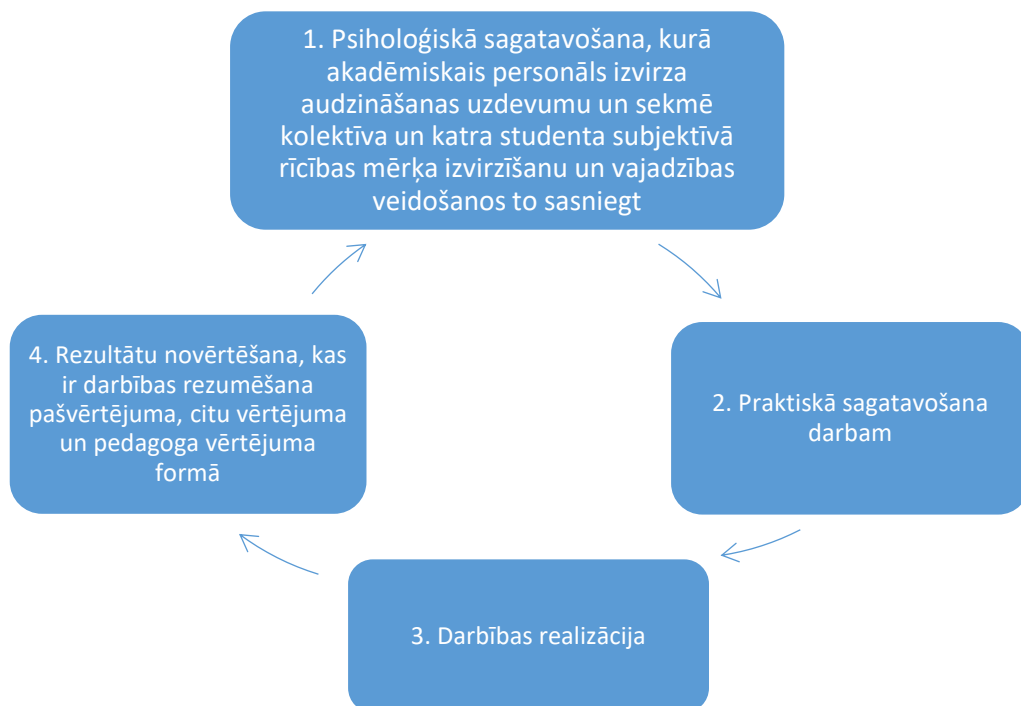 1. Psiholoģiskā sagatavošana, kurā
akadēmiskais personāls izvirza
audzināšanas uzdevumu un sekmē
kolektīva un katra studenta subjektīvā
rīcības mērķa izvirzīšanu un vajadzības
veidošanos to sasniegt
2. Praktiskā sagatavošana
darbam
3. Darbības realizācija
4. Rezultātu novērtēšana, kas
ir darbības rezumēšana
pašvērtējuma, citu vērtējuma
un pedagoga vērtējuma
formā